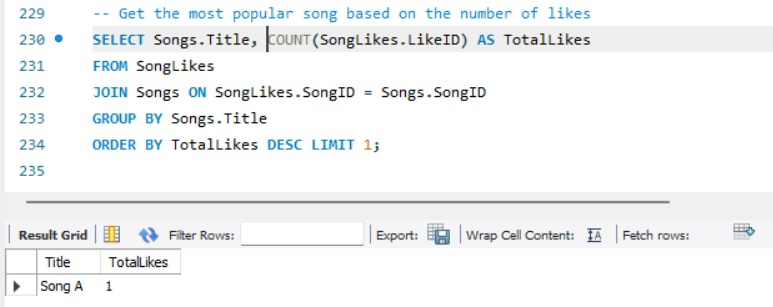 229 -- Get the most popular song based on the number of likes
230 SELECT Songs.Title, COUNT(SongLikes.LikeID) AS TotalLikes
231 FROM SongLikes
232 JOIN Songs ON SongLikes.SongID = Songs.SongID
233 GROUP BY Songs.Title
234 ORDER BY TotalLikes DESC LIMIT 1;
235
Result Grid Filter Rows: Export: Wrap Cell Content: IA Fetch rows:
Title TotalLikes
Song A 1